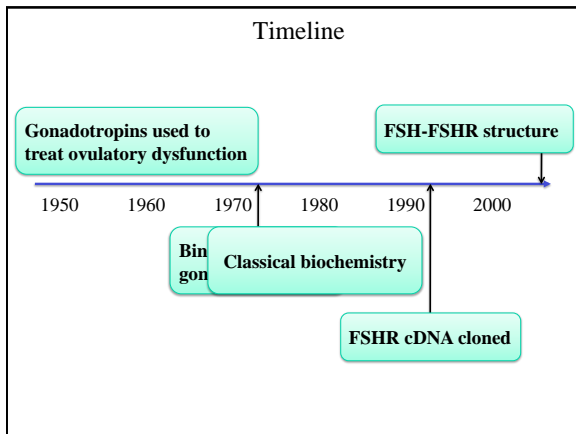 Timeline
Gonadotropins used to
treat ovulatory dysfunction
FSH-FSHR structure
1950 1960 1970 1980 1990 2000
Classical biochemistry
FSHR cDNA cloned